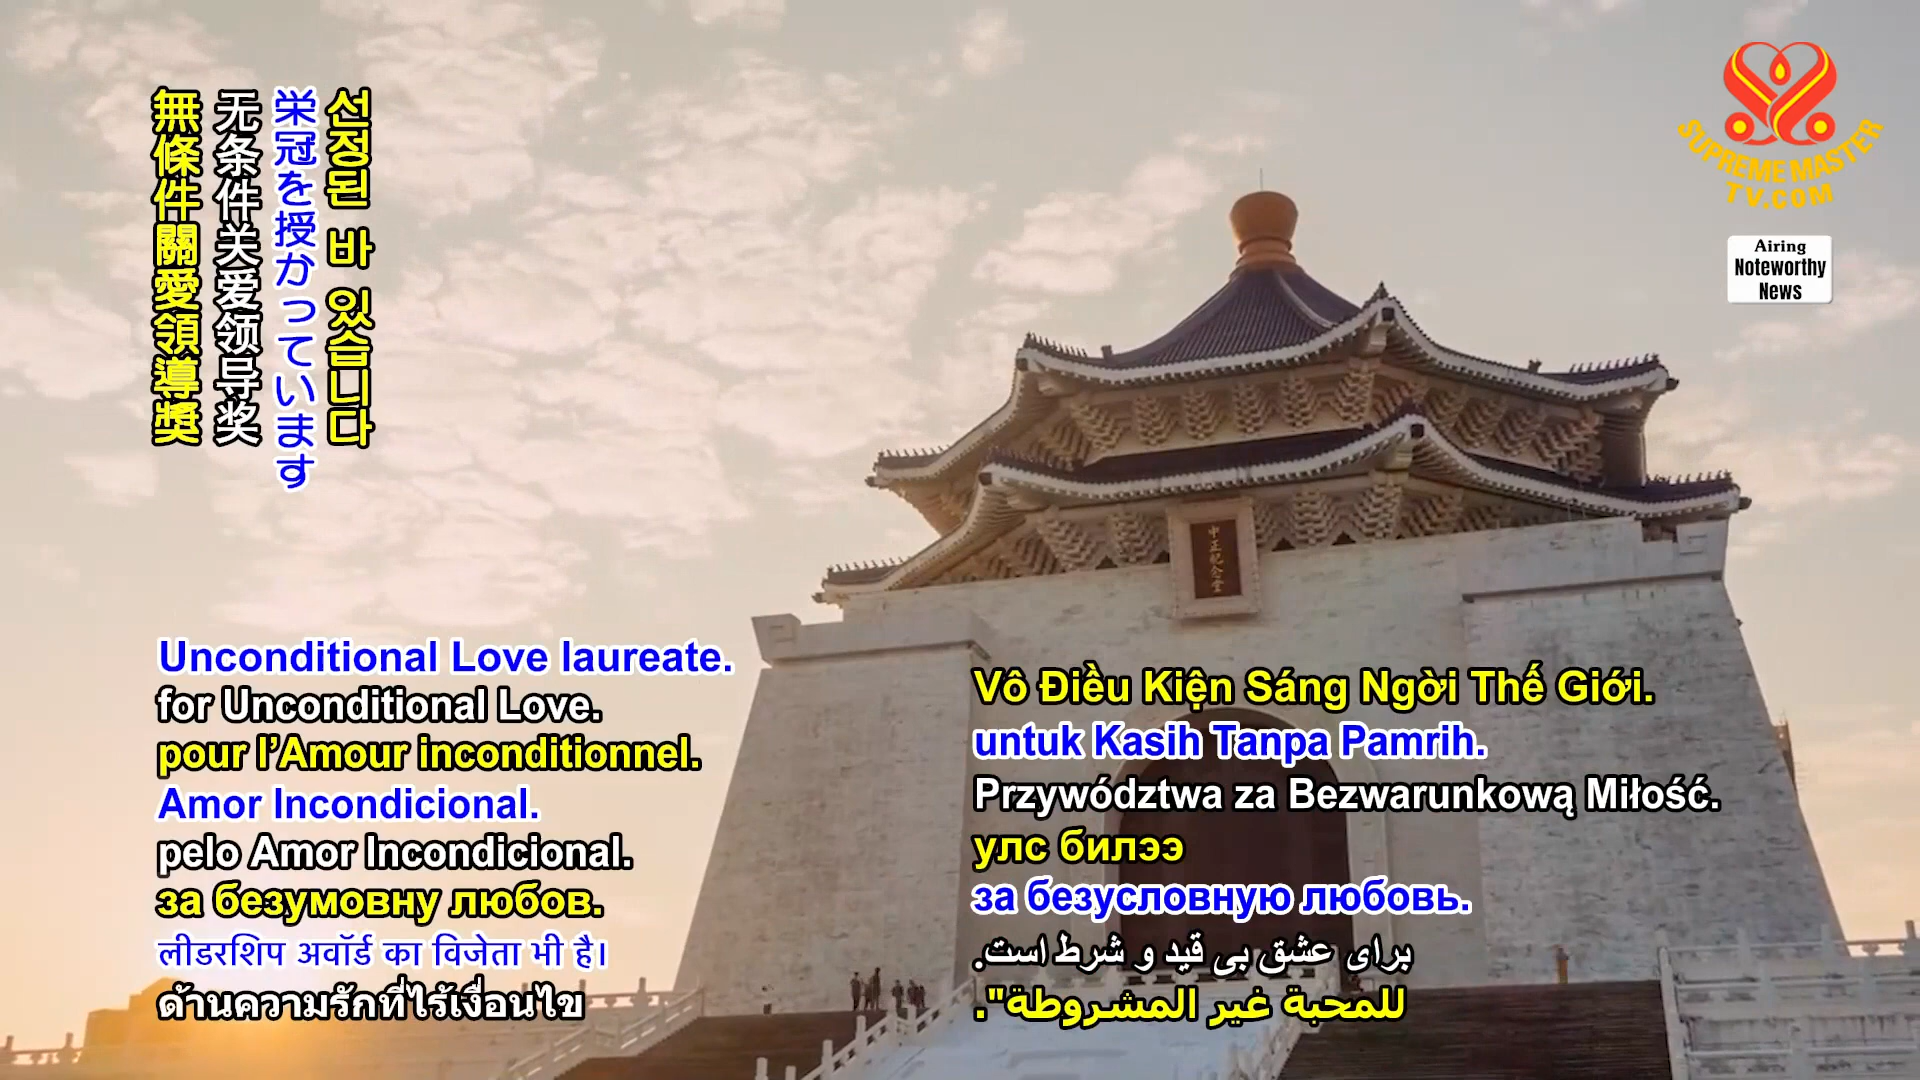 無條件關愛領導獎
无条件关爱领导奖
栄冠を授かっています
선정된 바 있습니다
SUPREME MASTER
TV.COM
Airing
Noteworthy
News
中正紀念堂
Unconditional Love laureate.
for Unconditional Love.
pour l’Amour inconditionnel.
Amor Incondicional.
pelo Amor Incondicional.
за безумовну любов.
लीडरशिप अवॉर्ड का विजेता भी है।
ด้านความรักที่ไร้เงื่อนไข
Vô Điều Kiện Sáng Ngời Thế Giới.
untuk Kasih Tanpa Pamrih.
Przywództwa za Bezwarunkową Miłość.
улс билээ
за безусловную любовь.
برای عشق بی قید و شرط است.
للمحبة غير المشروطة".